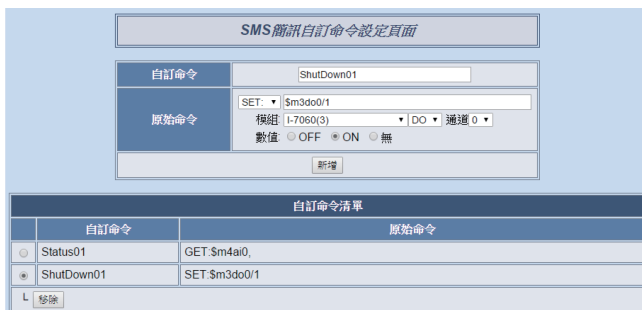 SMS簡訊自訂命令設定頁面
自訂命令 ShutDown01
原始命令 SET: $m3do0/1
模組: I-7060(3) DO 通道 0
數值: OFF ON 無
新增
自訂命令清單
自訂命令 原始命令
Status01 GET:$m4ai0,
ShutDown01 SET:$m3do0/1
└ 移除